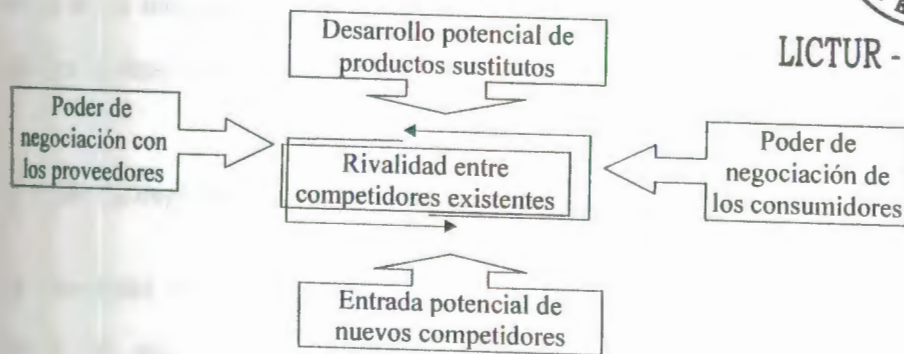 Desarrollo potencial de
productos sustitutos
LICTUR -
Poder de
negociación con
los proveedores
Rivalidad entre
competidores existentes
Poder de
negociación de
los consumidores
Entrada potencial de
nuevos competidores